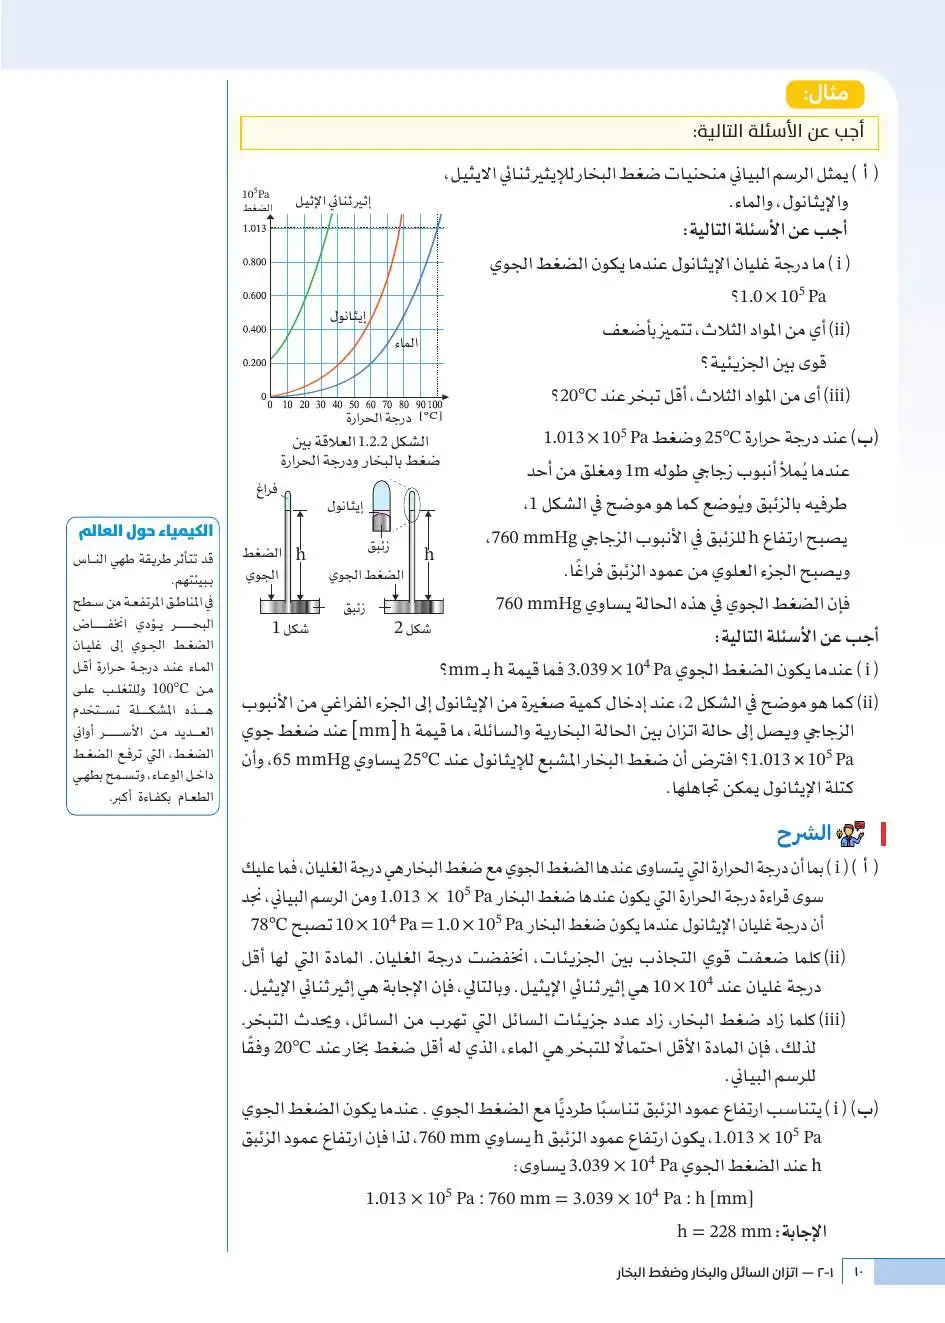 مثال:
أجب عن الأسئلة التالية:
( أ ) يمثل الرسم البياني منحنيات ضغط البخار للإيثير ثنائي الايثيل،
والإيثانول، والماء.
أجب عن الأسئلة التالية:
( i ) ما درجة غليان الإيثانول عندما يكون الضغط الجوي
1.0 × 10⁵ Pa؟
(ii) أي من المواد الثلاث، تتميز بأضعف
قوى بين الجزيئية؟
(iii) أى من المواد الثلاث، أقل تبخر عند 20°C؟
10⁵Pa
الضغط
إثير ثنائي الإثيل
1.013
0.800
0.600
0.400
0.200
0
إيثانول
الماء
0 10 20 30 40 50 60 70 80 90 100
درجة الحرارة [°C]
الشكل 1.2.2 العلاقة بين
ضغط بالبخار ودرجة الحرارة
(ب) عند درجة حرارة 25°C وضغط 1.013 × 10⁵ Pa
عندما يُملأ أنبوب زجاجي طوله 1m ومغلق من أحد
طرفيه بالزئبق ويُوضع كما هو موضح في الشكل 1،
يصبح ارتفاع h للزئبق في الأنبوب الزجاجي 760 mmHg،
ويصبح الجزء العلوي من عمود الزئبق فراغًا.
فإن الضغط الجوي في هذه الحالة يساوي 760 mmHg
فراغ
إيثانول
زئبق
h
h
الضغط
الجوي
الضغط الجوي
زئبق
شكل 1
شكل 2
أجب عن الأسئلة التالية:
( i ) عندما يكون الضغط الجوي 3.039 × 10⁴ Pa فما قيمة h بـ mm؟
(ii) كما هو موضح في الشكل 2، عند إدخال كمية صغيرة من الإيثانول إلى الجزء الفراغي من الأنبوب
الزجاجي ويصل إلى حالة اتزان بين الحالة البخارية والسائلة، ما قيمة h [mm] عند ضغط جوي
1.013 × 10⁵ Pa؟ افترض أن ضغط البخار المشبع للإيثانول عند 25°C يساوي 65 mmHg، وأن
كتلة الإيثانول يمكن تجاهلها.
الكيمياء حول العالم
قد تتأثر طريقة طهي الناس
ببيئتهم.
في المناطق المرتفعة من سطح
البحر يؤدي انخفاض
الضغط الجوي إلى غليان
الماء عند درجة حرارة أقل
من 100°C وللتغلب على
هذه المشكلة تستخدم
العديد من الأسر أواني
الضغط، التي ترفع الضغط
داخل الوعاء، وتسمح بطهي
الطعام بكفاءة أكبر.
الشرح
( أ ) ( i ) بما أن درجة الحرارة التي يتساوى عندها الضغط الجوي مع ضغط البخار هي درجة الغليان، فما عليك
سوى قراءة درجة الحرارة التي يكون عندها ضغط البخار 1.013 × 10⁵ Pa ومن الرسم البياني، نجد
أن درجة غليان الإيثانول عندما يكون ضغط البخار 10 × 10⁴ Pa = 1.0 × 10⁵ Pa تصبح 78°C
(ii) كلما ضعفت قوي التجاذب بين الجزيئات، انخفضت درجة الغليان. المادة التي لها أقل
درجة غليان عند 10 × 10⁴ هي إثير ثنائي الإيثيل. وبالتالي، فإن الإجابة هي إثير ثنائي الإيثيل.
(iii) كلما زاد ضغط البخار، زاد عدد جزيئات السائل التي تهرب من السائل، ويحدث التبخر.
لذلك، فإن المادة الأقل احتمالًا للتبخر هي الماء، الذي له أقل ضغط بخار عند 20°C وفقًا
للرسم البياني.
(ب) ( i ) يتناسب ارتفاع عمود الزئبق تناسبًا طرديًا مع الضغط الجوي . عندما يكون الضغط الجوي
1.013 × 10⁵ Pa، يكون ارتفاع عمود الزئبق h يساوي 760 mm، لذا فإن ارتفاع عمود الزئبق
h عند الضغط الجوي 3.039 × 10⁴ Pa يساوى:
1.013 × 10⁵ Pa : 760 mm = 3.039 × 10⁴ Pa : h [mm]
الإجابة: h = 228 mm
١٠ ٢-١ — اتزان السائل والبخار وضغط البخار